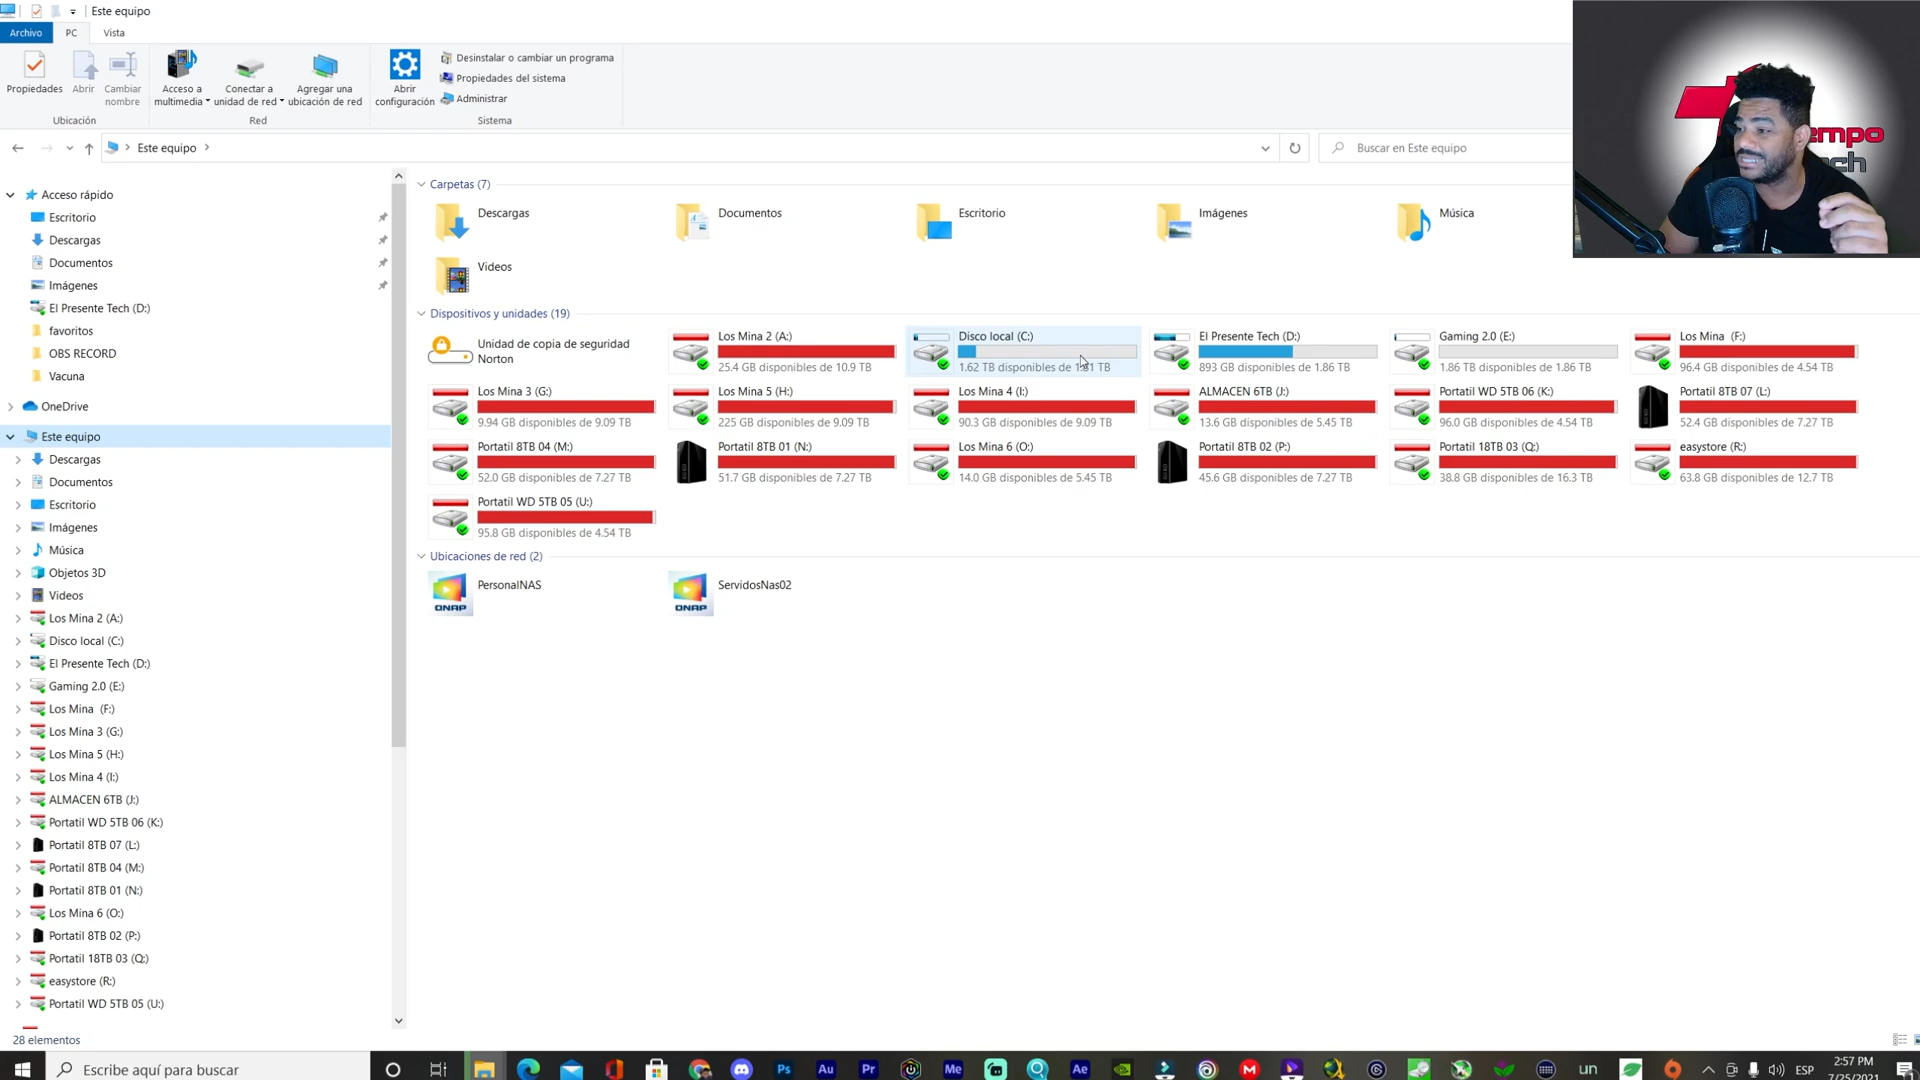 Este equipo
Archivo PC Vista
Propiedades Abrir Cambiar nombre
Ubicación
Acceso a multimedia Conectar a unidad de red Agregar una ubicación de red
Red
Abrir configuración
Desinstalar o cambiar un programa
Propiedades del sistema
Administrar
Sistema
Este equipo
Buscar en Este equipo
empo
ech
Acceso rápido
Escritorio
Descargas
Documentos
Imágenes
El Presente Tech (D:)
favoritos
OBS RECORD
Vacuna
OneDrive
Este equipo
Descargas
Documentos
Escritorio
Imágenes
Música
Objetos 3D
Videos
Los Mina 2 (A:)
Disco local (C:)
El Presente Tech (D:)
Gaming 2.0 (E:)
Los Mina (F:)
Los Mina 3 (G:)
Los Mina 5 (H:)
Los Mina 4 (I:)
ALMACEN 6TB (J:)
Portatil WD 5TB 06 (K:)
Portatil 8TB 07 (L:)
Portatil 8TB 04 (M:)
Portatil 8TB 01 (N:)
Los Mina 6 (O:)
Portatil 8TB 02 (P:)
Portatil 18TB 03 (Q:)
easystore (R:)
Portatil WD 5TB 05 (U:)
28 elementos
Carpetas (7)
Descargas
Documentos
Escritorio
Imágenes
Música
Videos
Dispositivos y unidades (19)
Unidad de copia de seguridad
Norton
Los Mina 2 (A:)
25.4 GB disponibles de 10.9 TB
Disco local (C:)
1.62 TB disponibles de
El Presente Tech (D:)
893 GB disponibles de 1.86 TB
Gaming 2.0 (E:)
1.86 TB disponibles de 1.86 TB
Los Mina (F:)
96.4 GB disponibles de 4.54 TB
Los Mina 3 (G:)
9.94 GB disponibles de 9.09 TB
Los Mina 5 (H:)
225 GB disponibles de 9.09 TB
Los Mina 4 (I:)
90.3 GB disponibles de 9.09 TB
ALMACEN 6TB (J:)
13.6 GB disponibles de 5.45 TB
Portatil WD 5TB 06 (K:)
96.0 GB disponibles de 4.54 TB
Portatil 8TB 07 (L:)
52.4 GB disponibles de 7.27 TB
Portatil 8TB 04 (M:)
52.0 GB disponibles de 7.27 TB
Portatil 8TB 01 (N:)
51.7 GB disponibles de 7.27 TB
Los Mina 6 (O:)
14.0 GB disponibles de 5.45 TB
Portatil 8TB 02 (P:)
45.6 GB disponibles de 7.27 TB
Portatil 18TB 03 (Q:)
38.8 GB disponibles de 16.3 TB
easystore (R:)
63.8 GB disponibles de 12.7 TB
Portatil WD 5TB 05 (U:)
95.8 GB disponibles de 4.54 TB
Ubicaciones de red (2)
QNAP
PersonalNAS
QNAP
ServidosNas02
Escribe aquí para buscar
Ps Au Pr Me Ae M un ESP
2:57 PM
7/25/2021